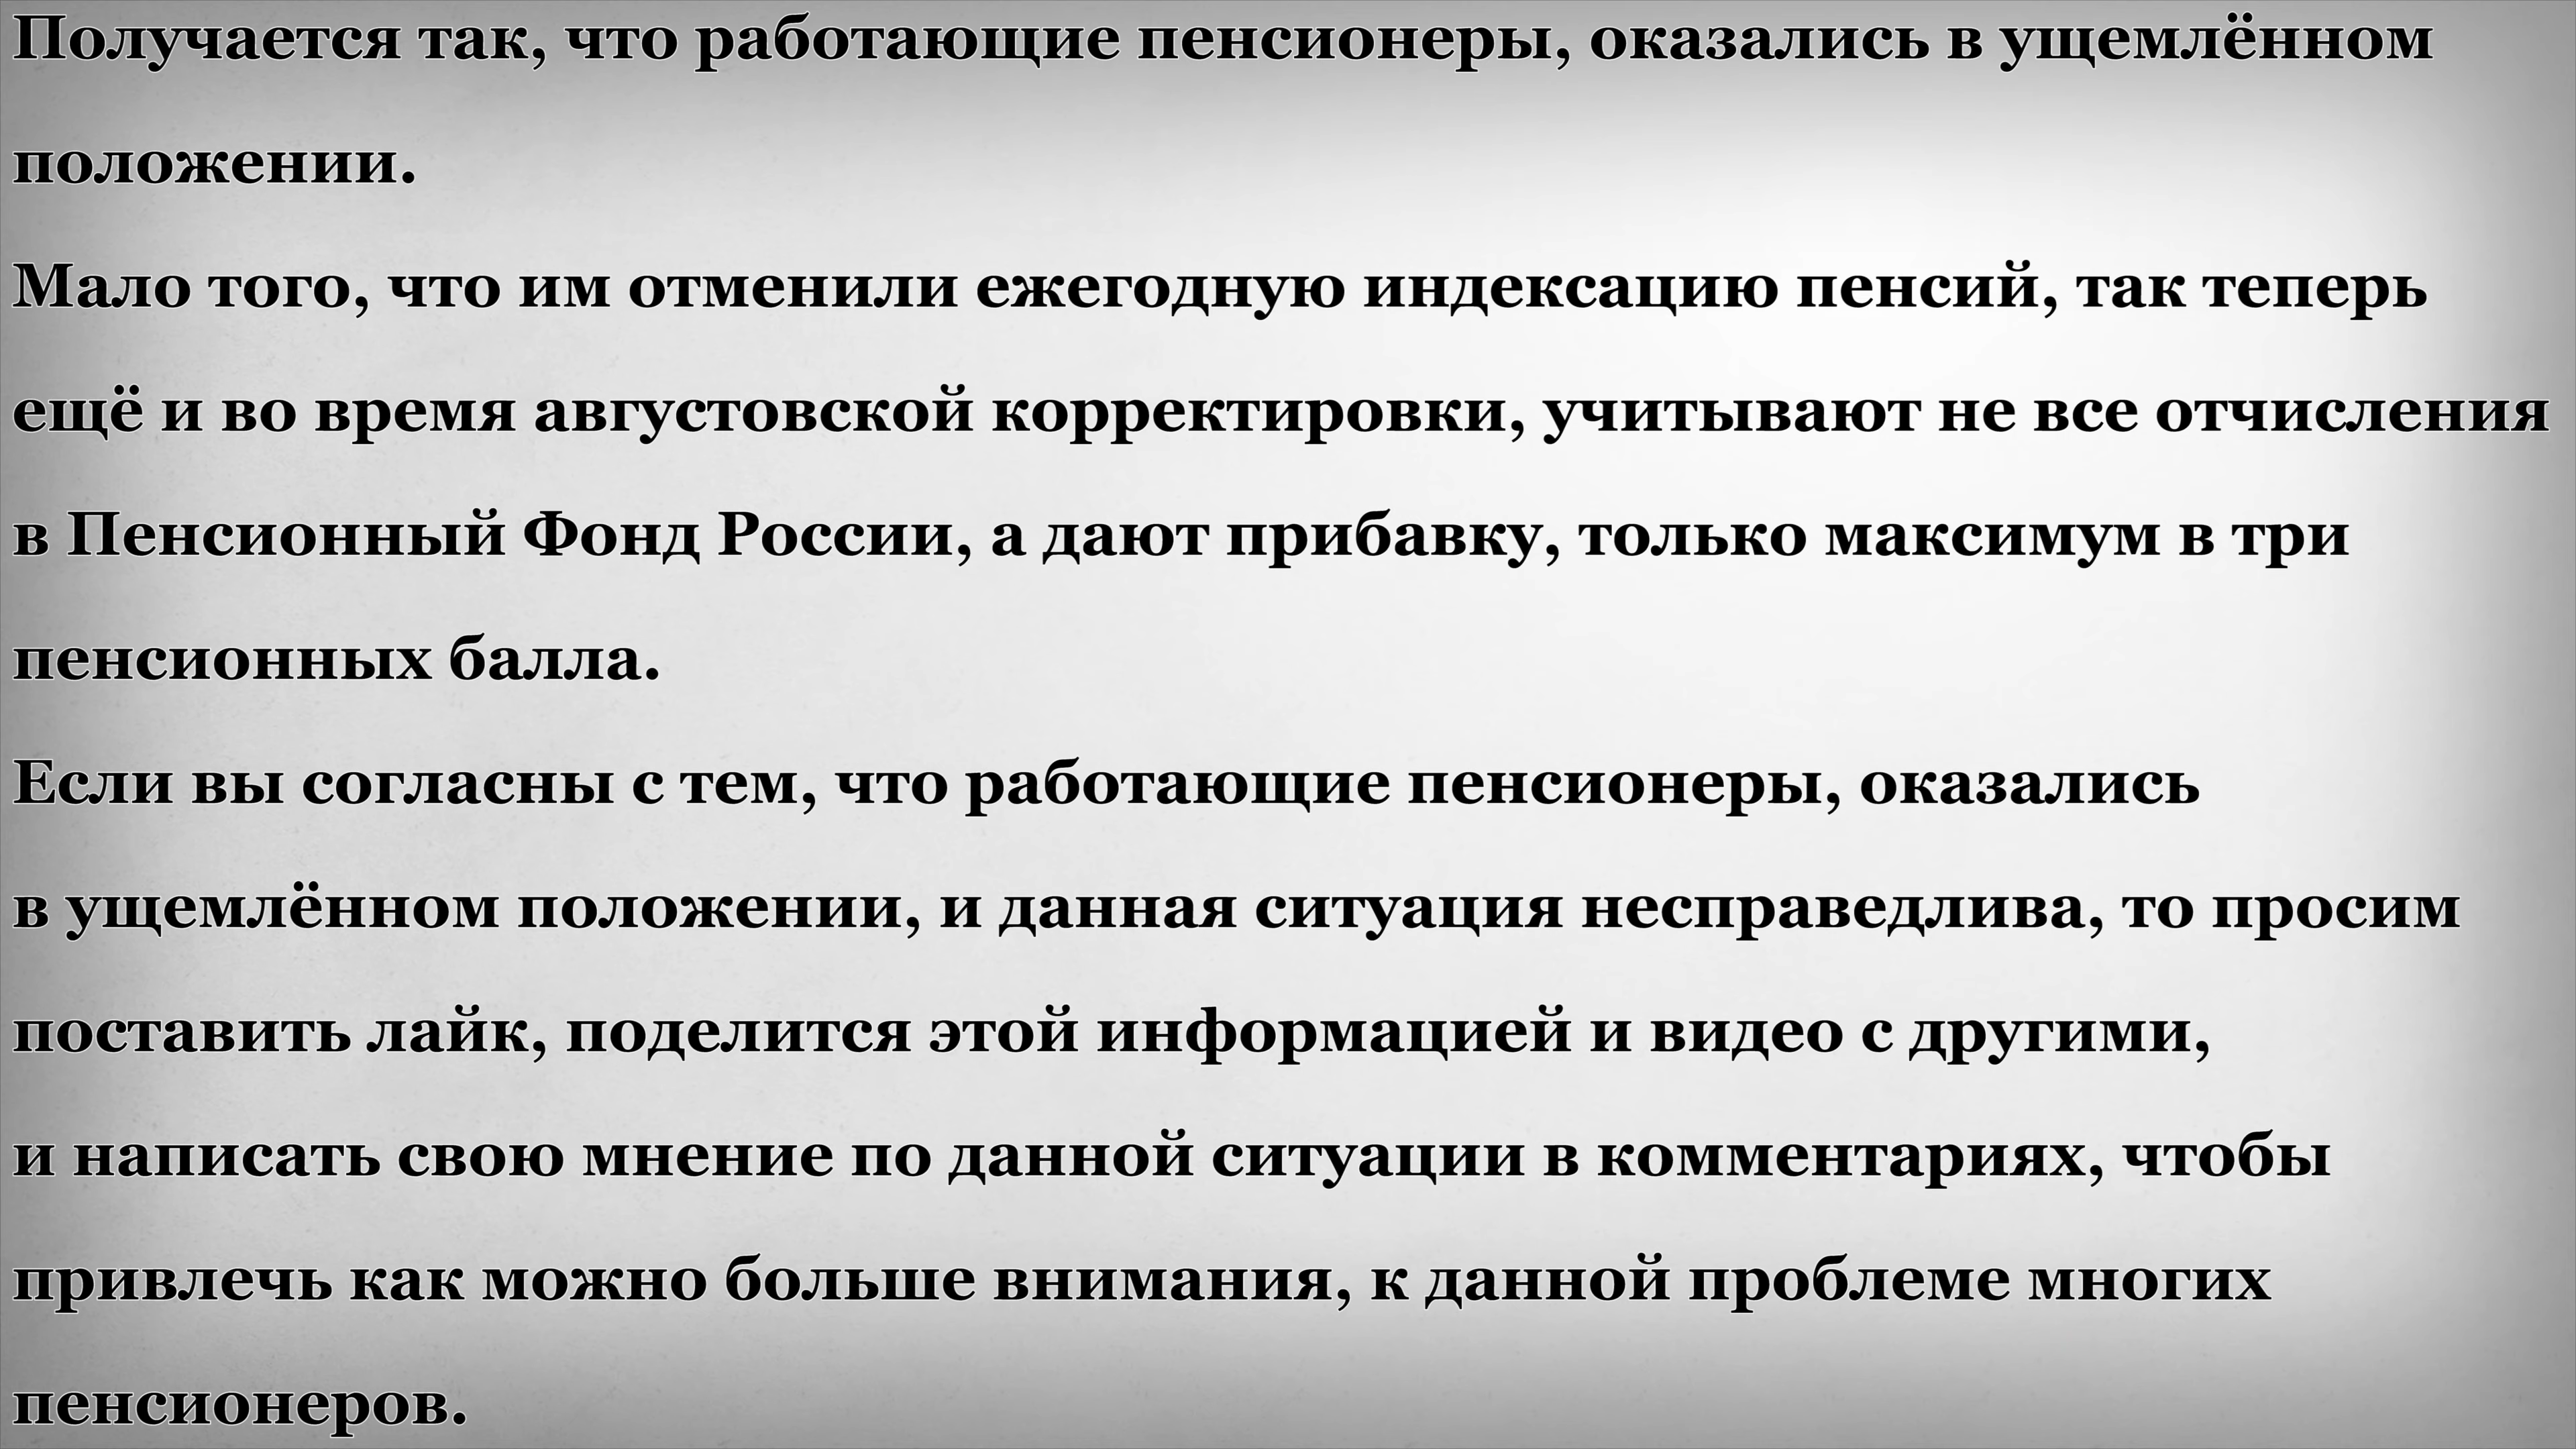 Получается так, что работающие пенсионеры, оказались в ущемлённом
положении.
Мало того, что им отменили ежегодную индексацию пенсий, так теперь
ещё и во время августовской корректировки, учитывают не все отчисления
в Пенсионный Фонд России, а дают прибавку, только максимум в три
пенсионных балла.
Если вы согласны с тем, что работающие пенсионеры, оказались
в ущемлённом положении, и данная ситуация несправедлива, то просим
поставить лайк, поделится этой информацией и видео с другими,
и написать свою мнение по данной ситуации в комментариях, чтобы
привлечь как можно больше внимания, к данной проблеме многих
пенсионеров.